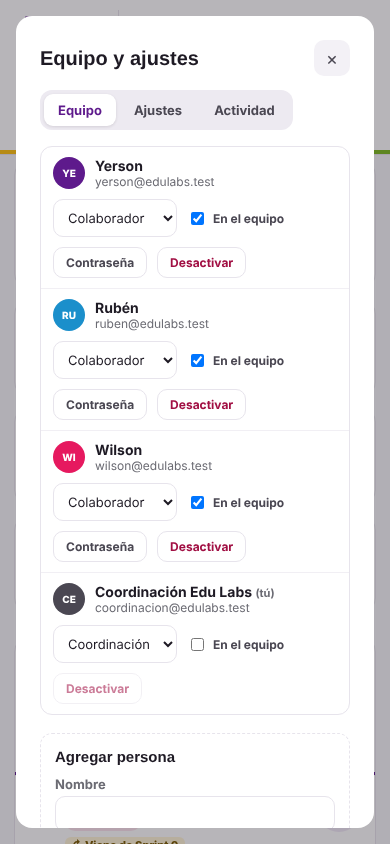 Equipo y ajustes
×
Equipo Ajustes Actividad
YE
Yerson
yerson@edulabs.test
Colaborador
En el equipo
Contraseña Desactivar
RU
Rubén
ruben@edulabs.test
Colaborador
En el equipo
Contraseña Desactivar
WI
Wilson
wilson@edulabs.test
Colaborador
En el equipo
Contraseña Desactivar
CE
Coordinación Edu Labs (tú)
coordinacion@edulabs.test
Coordinación
En el equipo
Desactivar
Agregar persona
Nombre